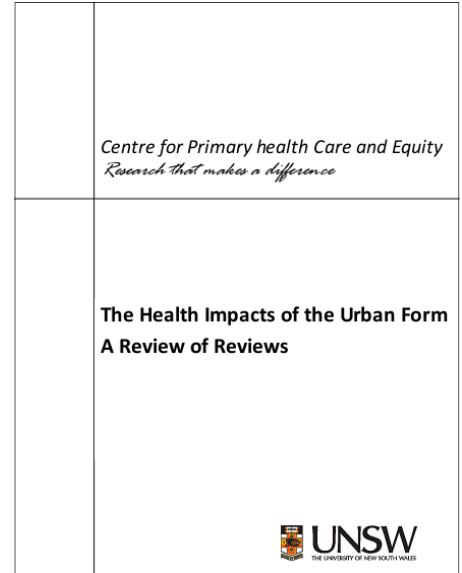 Centre for Primary health Care and Equity
Research that makes a difference
The Health Impacts of the Urban Form
A Review of Reviews
UNSW
THE UNIVERSITY OF NEW SOUTH WALES